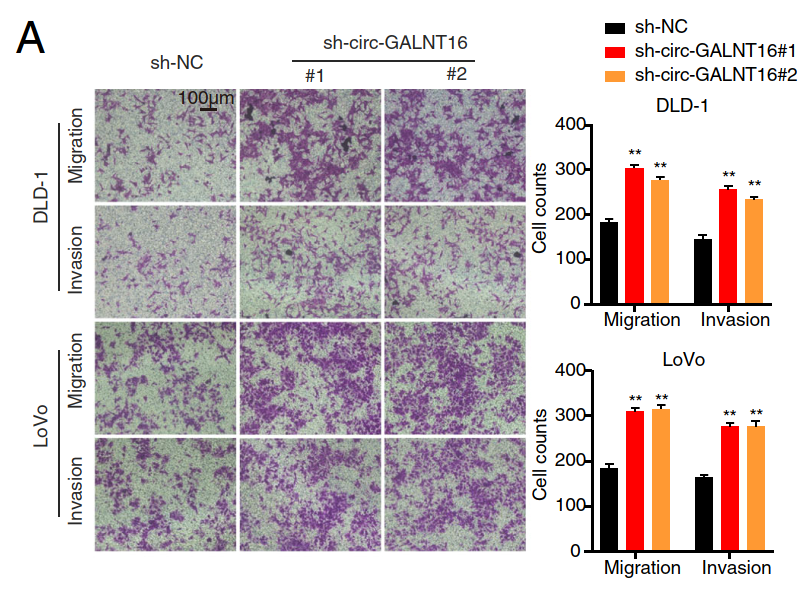 A
sh-NC
sh-circ-GALNT16
#1
#2
100μm
DLD-1
Migration
Invasion
LoVo
Migration
Invasion
sh-NC
sh-circ-GALNT16#1
sh-circ-GALNT16#2
DLD-1
Cell counts
400
300
200
100
0
** ** ** **
Migration Invasion
LoVo
Cell counts
400
300
200
100
0
** ** ** **
Migration Invasion